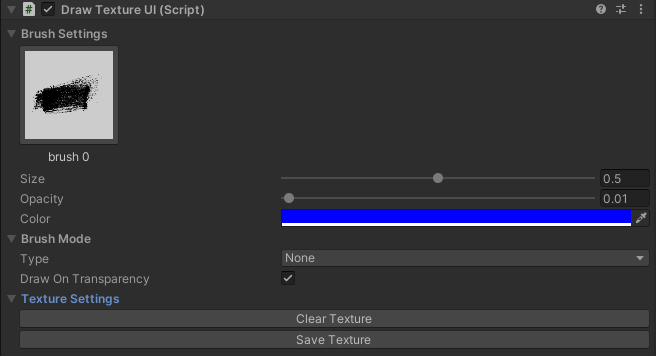 Draw Texture UI (Script)
Brush Settings
brush 0
Size 0.5
Opacity 0.01
Color
Brush Mode
Type None
Draw On Transparency
Texture Settings
Clear Texture
Save Texture